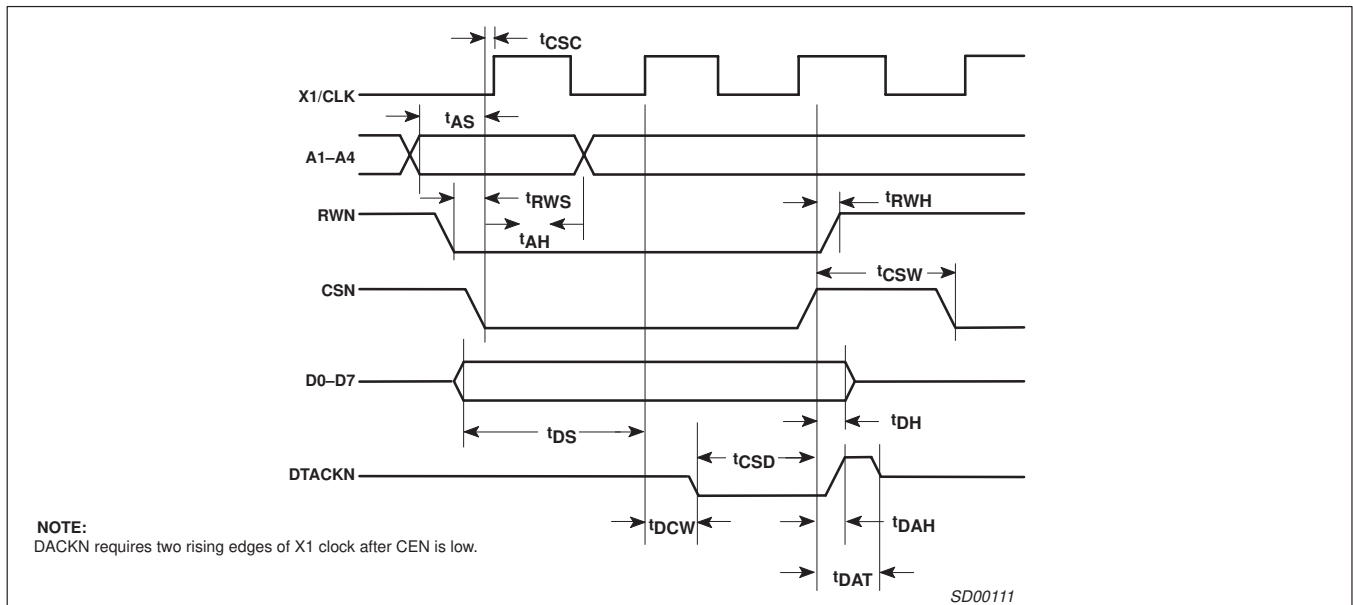 tCSC
X1/CLK
tAS
A1–A4
tRWS
tRWH
RWN
tAH
tCSW
CSN
D0–D7
tDH
tDS
tCSD
DTACKN
tDCW
tDAH
NOTE:
DACKN requires two rising edges of X1 clock after CEN is low.
tDAT
SD00111